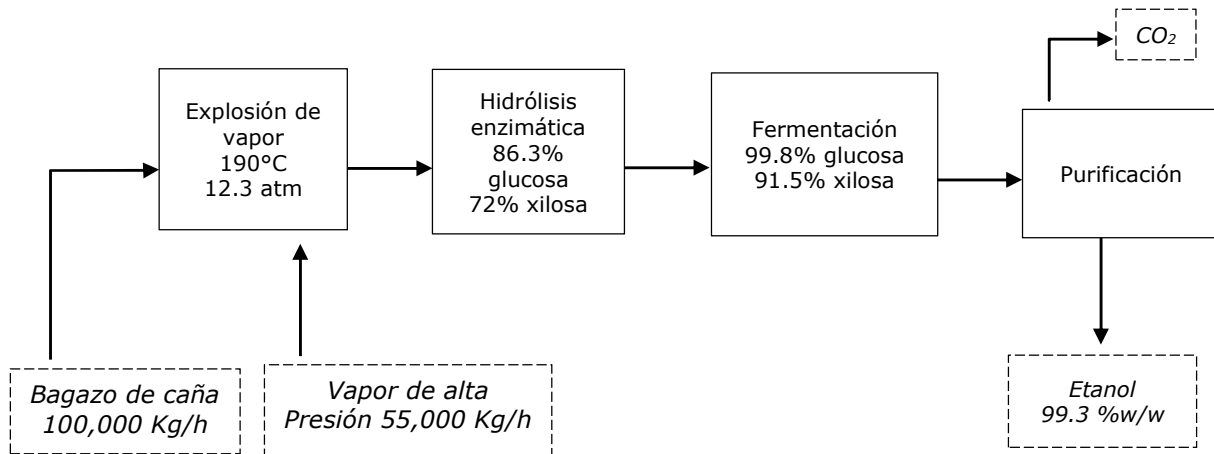 CO₂
Explosión de
vapor
190°C
12.3 atm
Hidrólisis
enzimática
86.3%
glucosa
72% xilosa
Fermentación
99.8% glucosa
91.5% xilosa
Purificación
Bagazo de caña
100,000 Kg/h
Vapor de alta
Presión 55,000 Kg/h
Etanol
99.3 %w/w